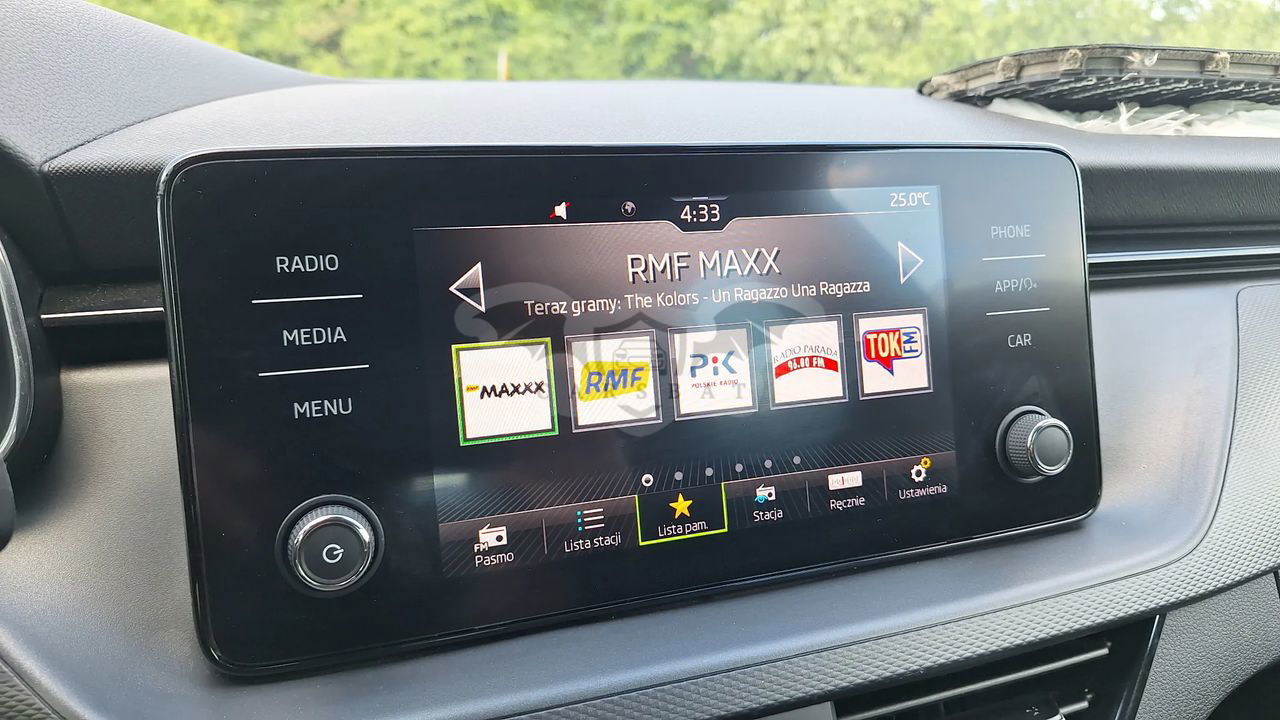 4:33
25.0°C
RADIO
MEDIA
MENU
PHONE
APP/
CAR
RMF MAXX
Teraz gramy: The Kolors - Un Ragazzo Una Ragazza
RMF MAXXX
RMF
PiK
POLSKIE RADIO
RADIO PARADA
96.00 FM
TOK FM
CARSBAT
FM
Pasmo
Lista stacji
Lista pam.
Stacja
Ręcznie
Ustawienia